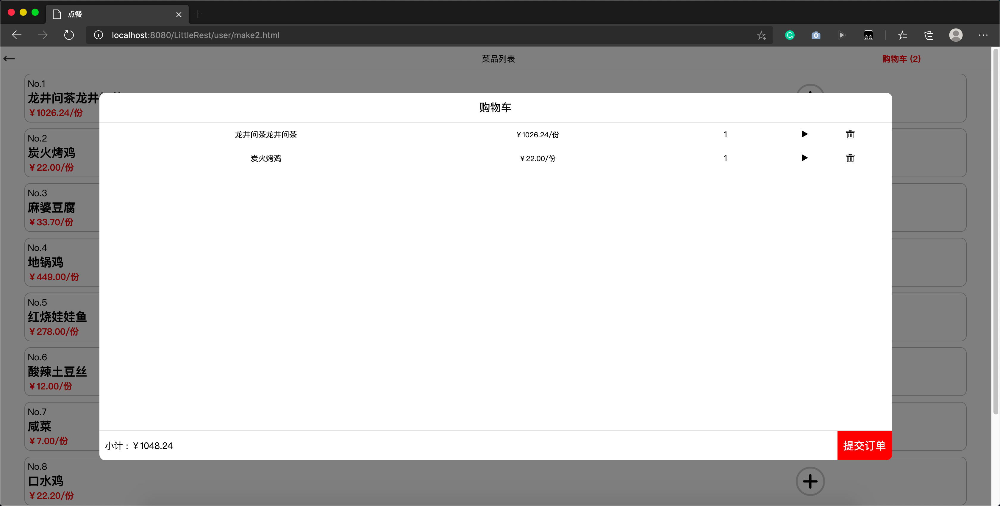 点餐
localhost:8080/LittleRest/user/make2.html
菜品列表
购物车 (2)
No.1
龙井问茶龙井
¥1026.24/份
No.2
炭火烤鸡
¥22.00/份
No.3
麻婆豆腐
¥33.70/份
No.4
地锅鸡
¥449.00/份
No.5
红烧娃娃鱼
¥278.00/份
No.6
酸辣土豆丝
¥12.00/份
No.7
咸菜
¥7.00/份
No.8
口水鸡
¥22.20/份
购物车
龙井问茶龙井问茶 ¥1026.24/份 1
炭火烤鸡 ¥22.00/份 1
小计：¥1048.24
提交订单